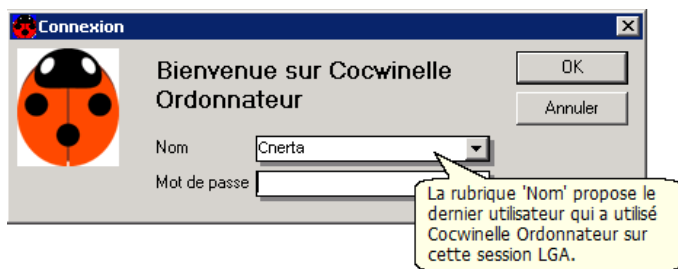 Connexion
Bienvenue sur Cocwinelle
Ordonnateur
OK
Annuler
Nom
Cnerta
Mot de passe
La rubrique 'Nom' propose le
dernier utilisateur qui a utilisé
Cocwinelle Ordonnateur sur
cette session LGA.